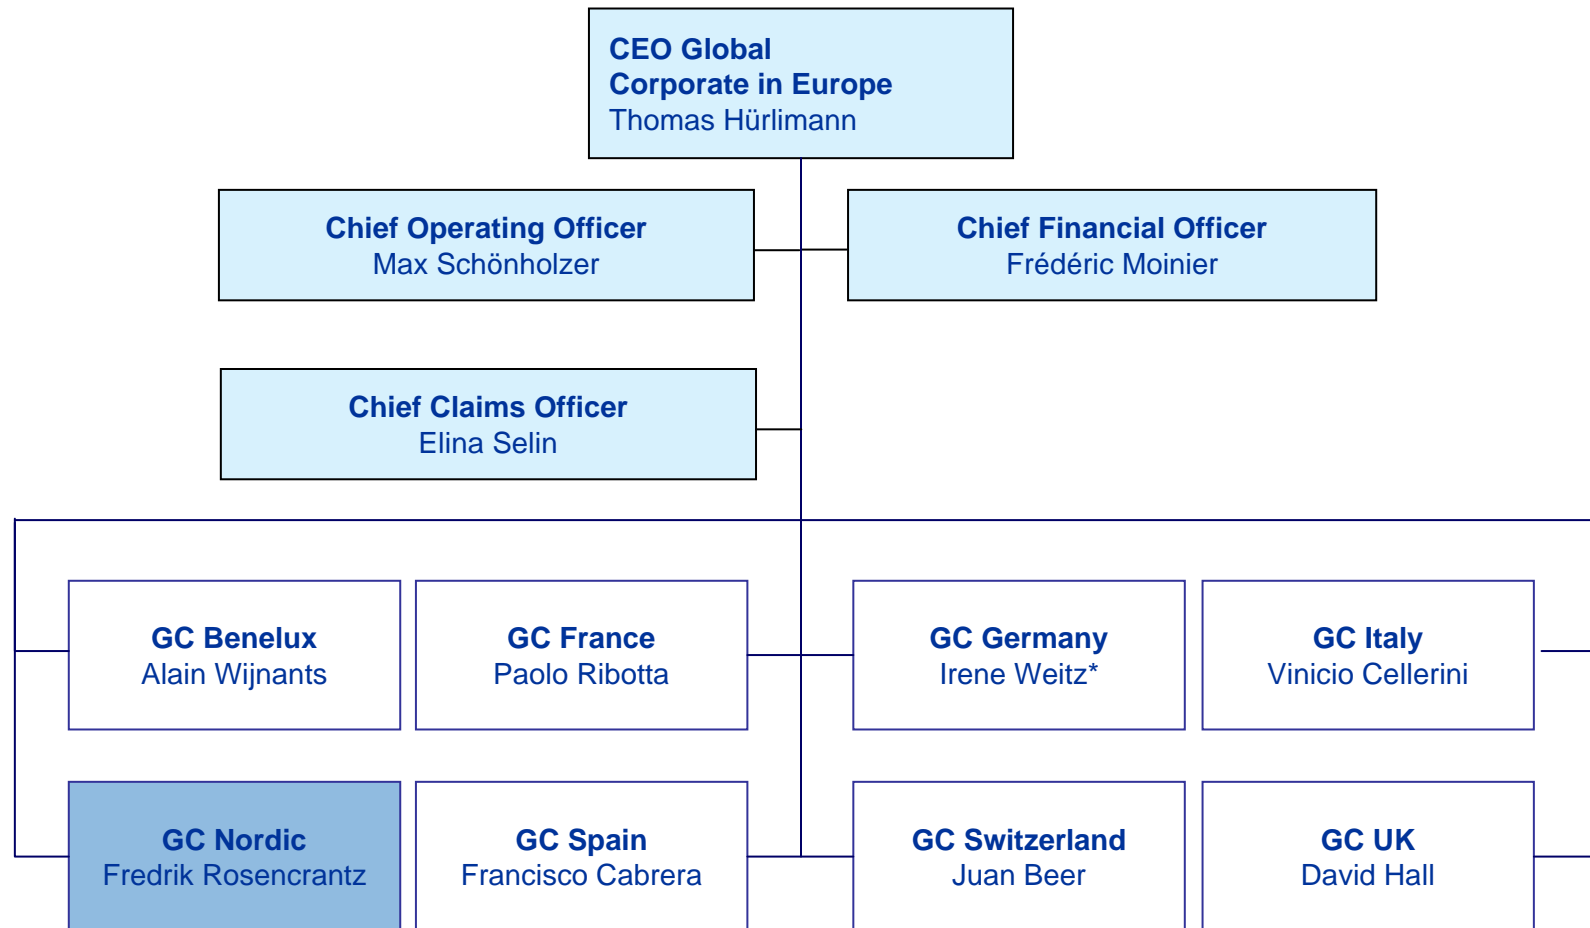 CEO Global
Corporate in Europe
Thomas Hürlimann
Chief Operating Officer
Max Schönholzer
Chief Financial Officer
Frédéric Moinier
Chief Claims Officer
Elina Selin
GC Benelux
Alain Wijnants
GC France
Paolo Ribotta
GC Germany
Irene Weitz*
GC Italy
Vinicio Cellerini
GC Nordic
Fredrik Rosencrantz
GC Spain
Francisco Cabrera
GC Switzerland
Juan Beer
GC UK
David Hall